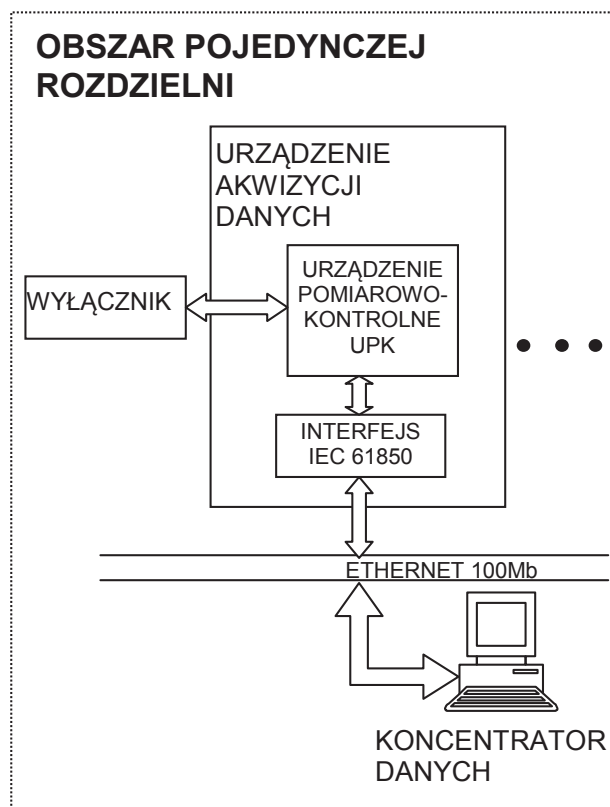 OBSZAR POJEDYNCZEJ
ROZDZIELNI
URZĄDZENIE
AKWIZYCJI
DANYCH
WYŁĄCZNIK
URZĄDZENIE
POMIAROWO-
KONTROLNE
UPK
INTERFEJS
IEC 61850
ETHERNET 100Mb
KONCENTRATOR
DANYCH